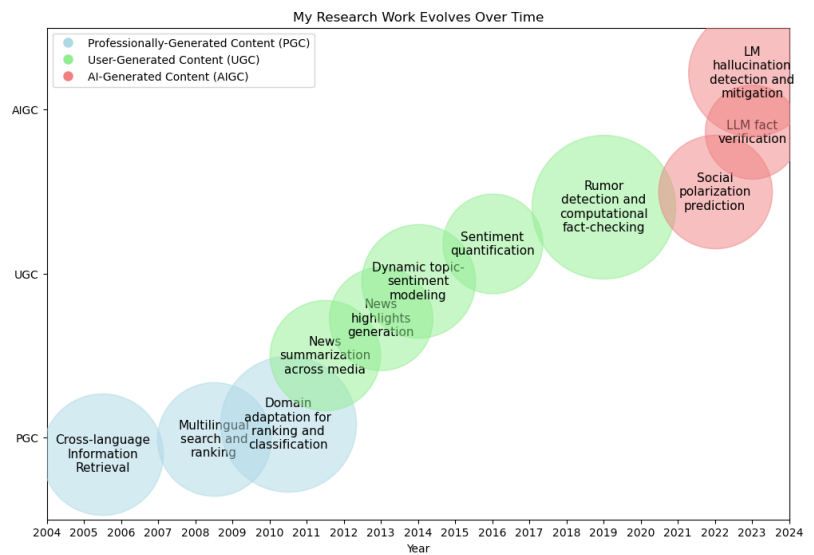 My Research Work Evolves Over Time
Professionally-Generated Content (PGC)
User-Generated Content (UGC)
AI-Generated Content (AIGC)
AIGC
UGC
PGC
LM
hallucination
detection and
mitigation
LLM fact
verification
Social
polarization
prediction
Rumor
detection and
computational
fact-checking
Sentiment
quantification
Dynamic topic-
sentiment
modeling
News
highlights
generation
News
summarization
across media
Domain
adaptation for
ranking and
classification
Multilingual
search and
ranking
Cross-language
Information
Retrieval
2004 2005 2006 2007 2008 2009 2010 2011 2012 2013 2014 2015 2016 2017 2018 2019 2020 2021 2022 2023 2024
Year